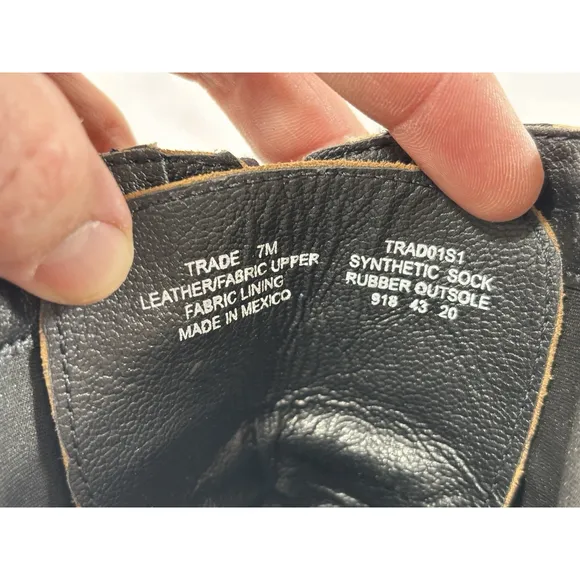 TRADE 7M
LEATHER/FABRIC UPPER
FABRIC LINING
MADE IN MEXICO
TRAD01S1
SYNTHETIC SOCK
RUBBER OUTSOLE
918 43 20